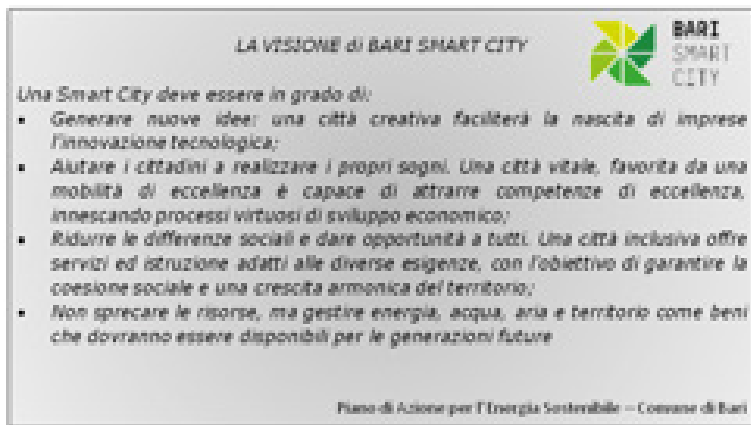 LA VISIONE di BARI SMART CITY
BARI
SMART
CITY
Una Smart City deve essere in grado di:
• Generare nuove idee: una città creativa faciliterà la nascita di imprese
l'innovazione tecnologica;
• Aiutare i cittadini a realizzare i propri sogni. Una città vitale, favorita da una
mobilità di eccellenza è capace di attrarre competenze di eccellenza,
innescando processi virtuosi di sviluppo economico;
• Ridurre le differenze sociali e dare opportunità a tutti. Una città inclusiva offre
servizi ed istruzione adatti alle diverse esigenze, con l'obiettivo di garantire la
coesione sociale e una crescita armonica del territorio;
• Non sprecare le risorse, ma gestire energia, acqua, aria e territorio come beni
che dovranno essere disponibili per le generazioni future
Piano di Azione per l'Energia Sostenibile – Comune di Bari